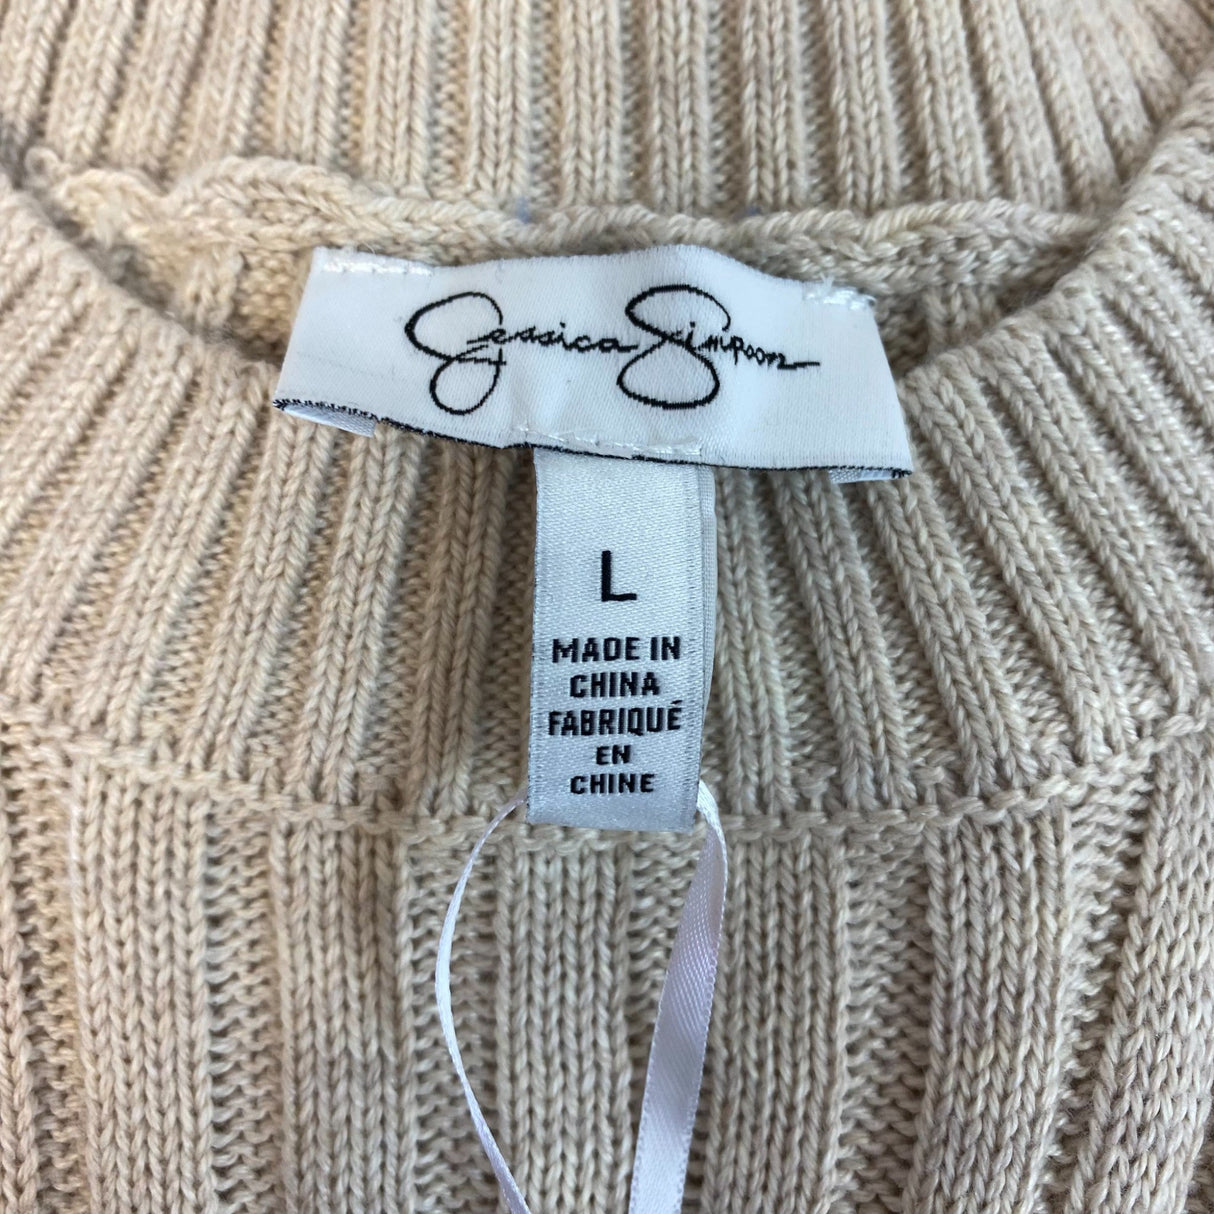 Jessica Simpson
L
MADE IN
CHINA
FABRIQUÉ
EN
CHINE